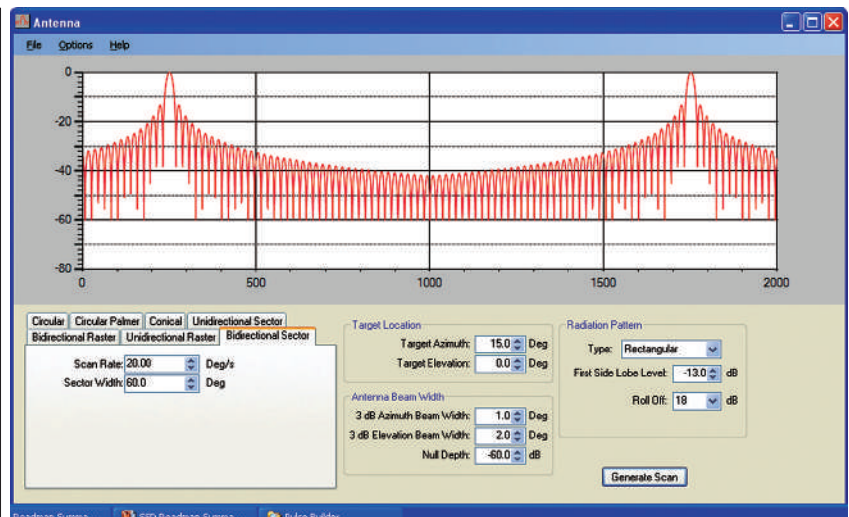 Antenna
File Options Help
0
-20
-40
-60
-80
0 500 1000 1500 2000
Circular Circular Palmer Conical Unidirectional Sector
Bidirectional Raster Unidirectional Raster Bidirectional Sector
Scan Rate: 20.00 Deg/s
Sector Width: 60.0 Deg
Target Location
Target Azimuth: 15.0 Deg
Target Elevation: 0.0 Deg
Antenna Beam Width
3 dB Azimuth Beam Width: 1.0 Deg
3 dB Elevation Beam Width: 2.0 Deg
Null Depth: -60.0 dB
Radiation Pattern
Type: Rectangular
First Side Lobe Level: -13.0 dB
Roll Off: 18 dB
Generate Scan